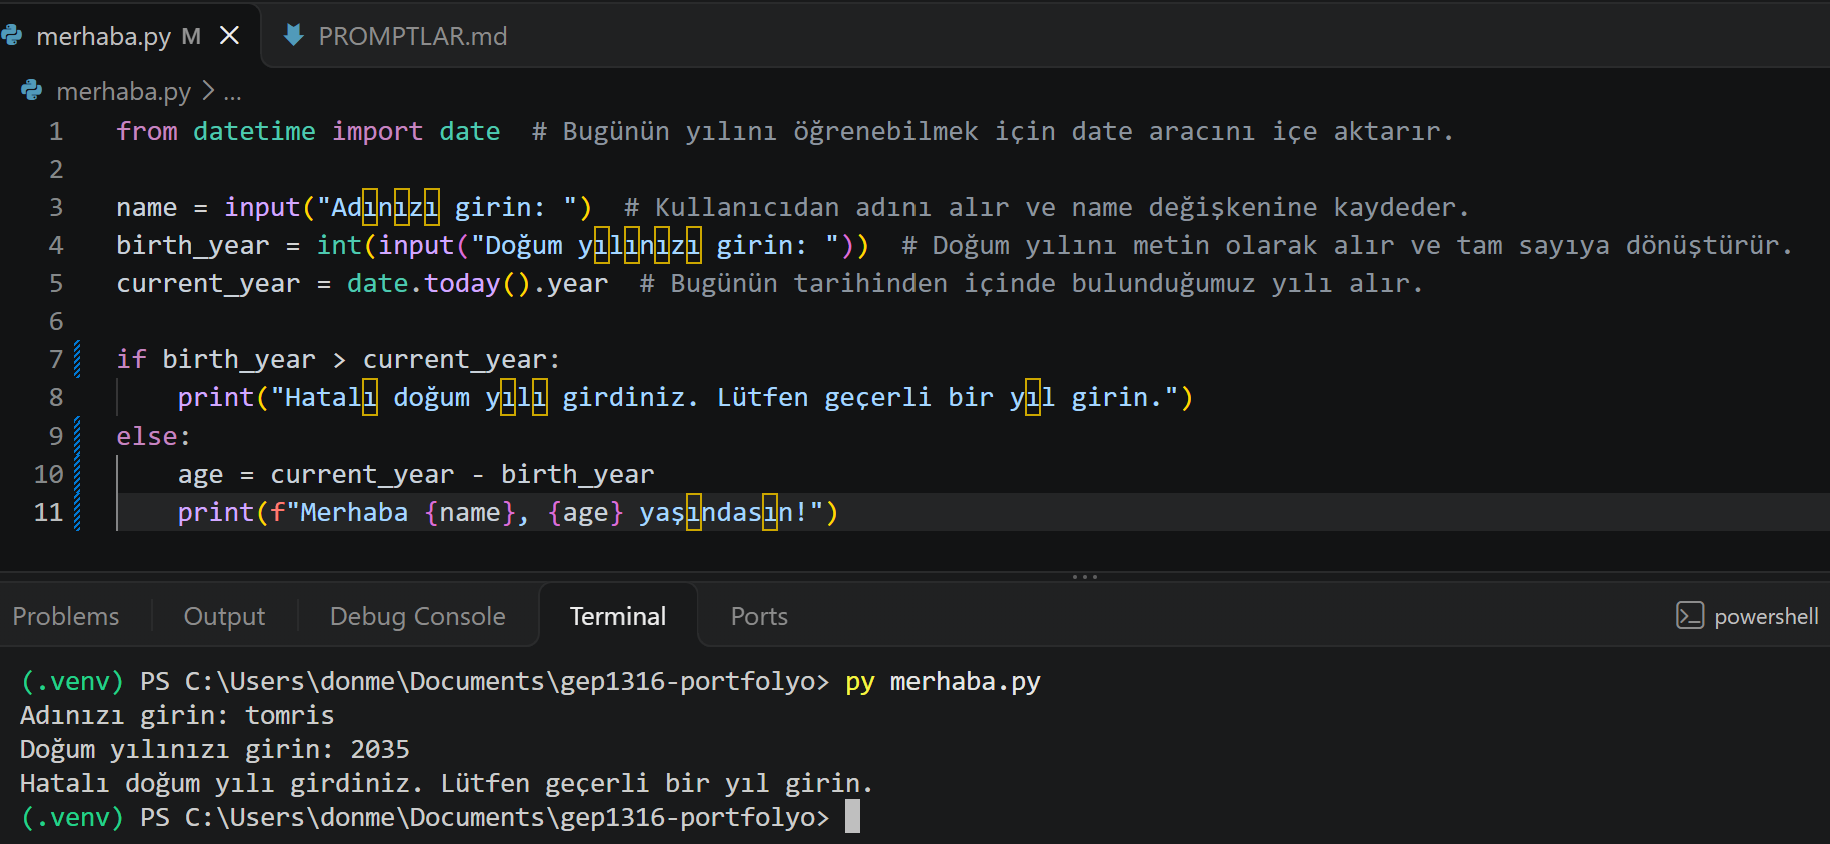 merhaba.py M
PROMPTLAR.md
merhaba.py > ...
1 from datetime import date  # Bugünün yılını öğrenebilmek için date aracını içe aktarır.
2
3 name = input("Adınızı girin: ")  # Kullanıcıdan adını alır ve name değişkenine kaydeder.
4 birth_year = int(input("Doğum yılınızı girin: "))  # Doğum yılını metin olarak alır ve tam sayıya dönüştürür.
5 current_year = date.today().year  # Bugünün tarihinden içinde bulunduğumuz yılı alır.
6
7 if birth_year > current_year:
8     print("Hatalı doğum yılı girdiniz. Lütfen geçerli bir yıl girin.")
9 else:
10     age = current_year - birth_year
11     print(f"Merhaba {name}, {age} yaşındasın!")
Problems Output Debug Console Terminal Ports powershell
(.venv) PS C:\Users\donme\Documents\gep1316-portfolyo> py merhaba.py
Adınızı girin: tomris
Doğum yılınızı girin: 2035
Hatalı doğum yılı girdiniz. Lütfen geçerli bir yıl girin.
(.venv) PS C:\Users\donme\Documents\gep1316-portfolyo>